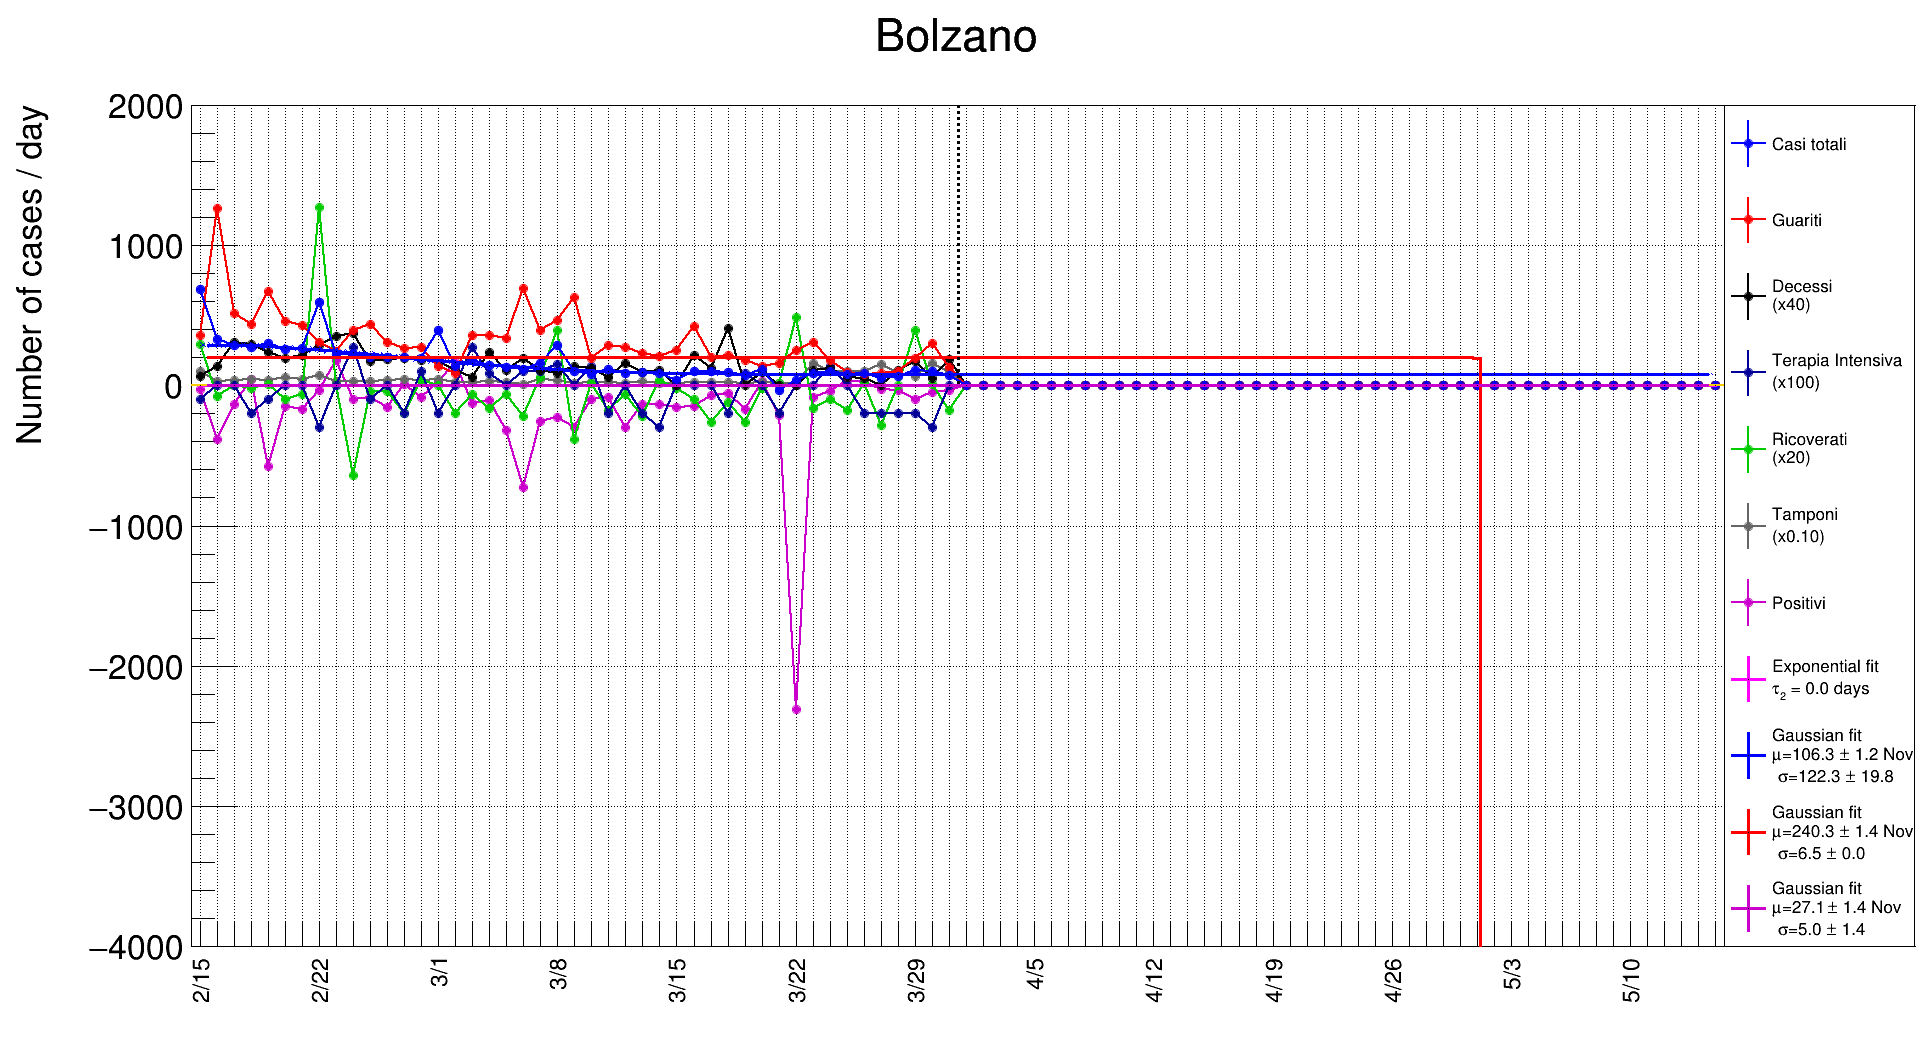 Bolzano
Number of cases / day
2000
1000
0
−1000
−2000
−3000
−4000
2/15
2/22
3/1
3/8
3/15
3/22
3/29
4/5
4/12
4/19
4/26
5/3
5/10
Casi totali
Guariti
Decessi
(x40)
Terapia Intensiva
(x100)
Ricoverati
(x20)
Tamponi
(x0.10)
Positivi
Exponential fit
τ2 = 0.0 days
Gaussian fit
μ=106.3 ± 1.2 Nov
σ=122.3 ± 19.8
Gaussian fit
μ=240.3 ± 1.4 Nov
σ=6.5 ± 0.0
Gaussian fit
μ=27.1 ± 1.4 Nov
σ=5.0 ± 1.4